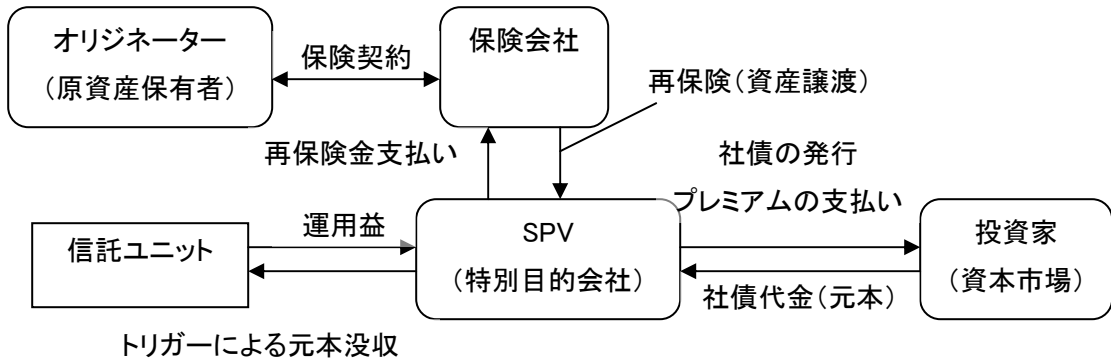 オリジネーター
(原資産保有者)
保険契約
保険会社
再保険(資産譲渡)
再保険金支払い
社債の発行
プレミアムの支払い
信託ユニット
運用益
SPV
(特別目的会社)
投資家
(資本市場)
社債代金(元本)
トリガーによる元本没収